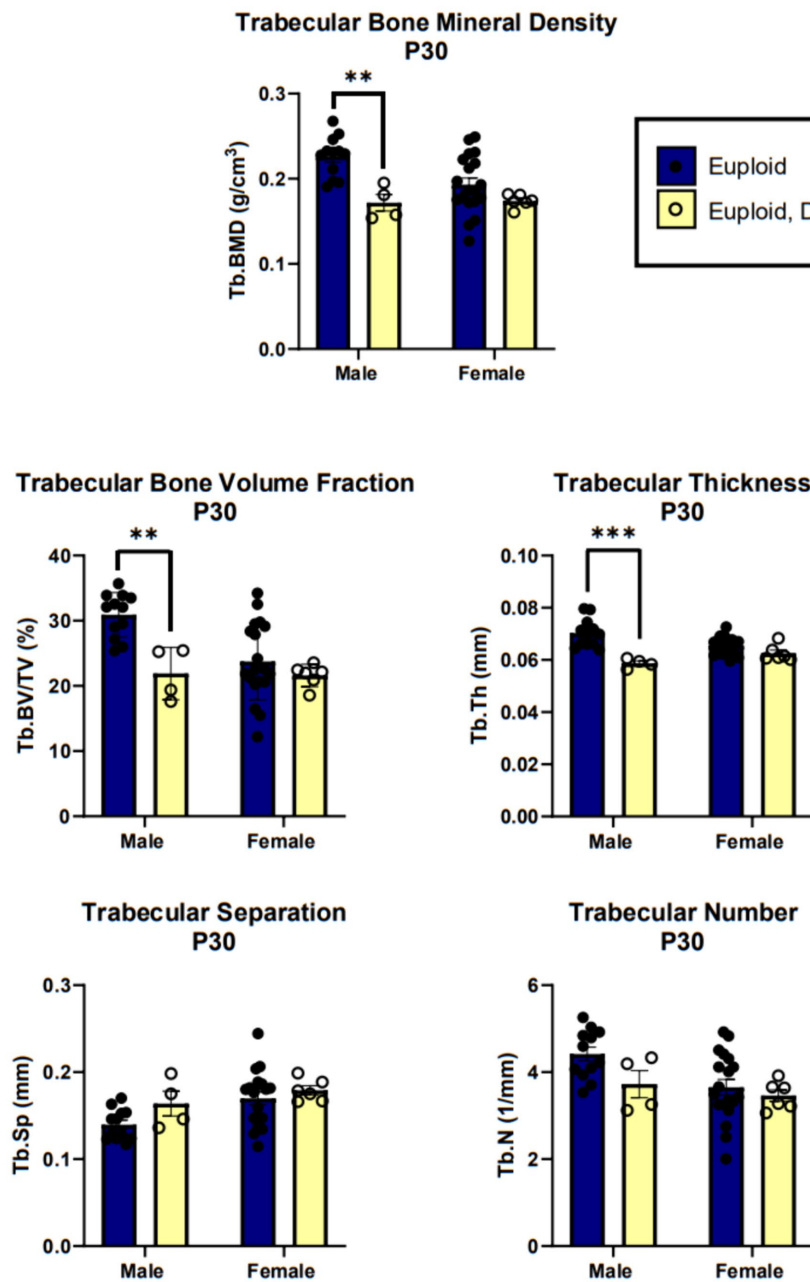 Trabecular Bone Mineral Density
P30
**
0.3
0.2
0.1
0.0
Tb.BMD (g/cm³)
Male Female
Euploid
Euploid, D
Trabecular Bone Volume Fraction
P30
**
40
30
20
10
0
Tb.BV/TV (%)
Male Female
Trabecular Thickness
P30
***
0.10
0.08
0.06
0.04
0.02
0.00
Tb.Th (mm)
Male Female
Trabecular Separation
P30
0.3
0.2
0.1
0.0
Tb.Sp (mm)
Male Female
Trabecular Number
P30
6
4
2
0
Tb.N (1/mm)
Male Female